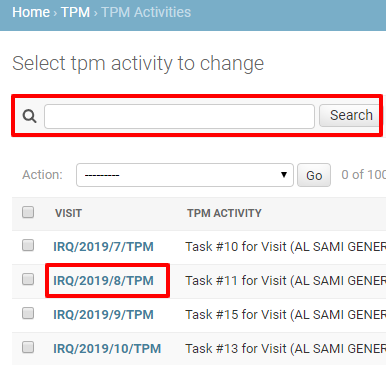 Home › TPM › TPM Activities
Select tpm activity to change
Search
Action: --------- Go 0 of 100
VISIT TPM ACTIVITY
IRQ/2019/7/TPM Task #10 for Visit (AL SAMI GENER
IRQ/2019/8/TPM Task #11 for Visit (AL SAMI GENER
IRQ/2019/9/TPM Task #15 for Visit (AL SAMI GENER
IRQ/2019/10/TPM Task #13 for Visit (AL SAMI GENER